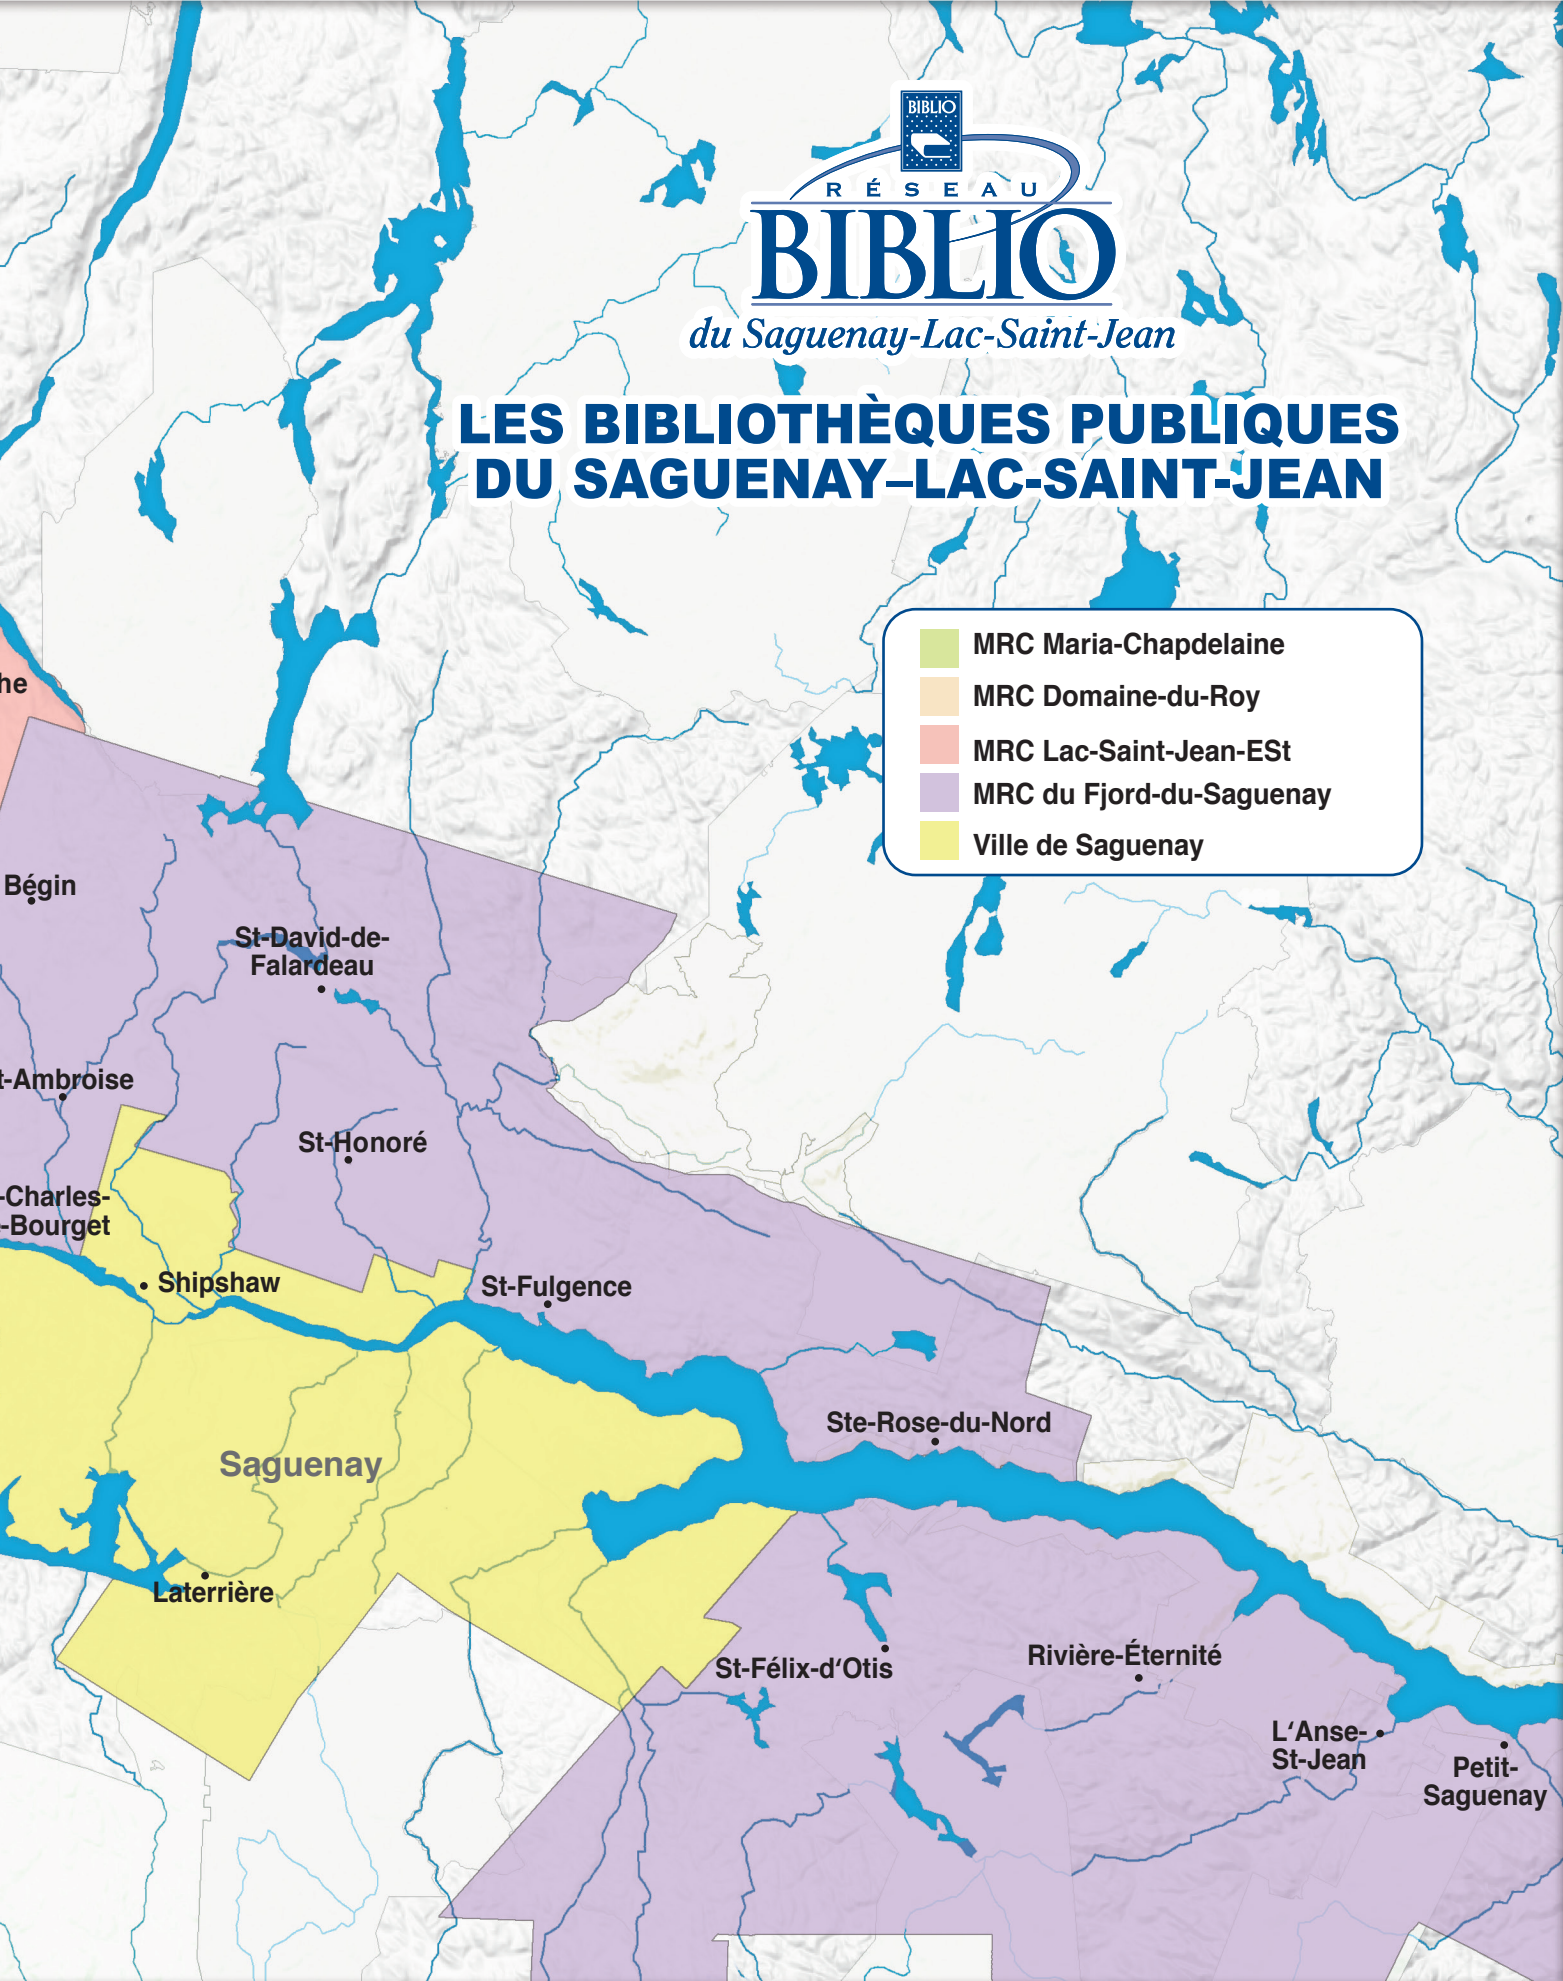 BIBLIO
RÉSEAU
BIBLIO
du Saguenay-Lac-Saint-Jean
LES BIBLIOTHÈQUES PUBLIQUES
DU SAGUENAY–LAC-SAINT-JEAN
MRC Maria-Chapdelaine
MRC Domaine-du-Roy
MRC Lac-Saint-Jean-ESt
MRC du Fjord-du-Saguenay
Ville de Saguenay
he
Bégin
St-David-de-
Falardeau
t-Ambroise
St-Honoré
-Charles-
-Bourget
Shipshaw
St-Fulgence
Ste-Rose-du-Nord
Saguenay
Laterrière
St-Félix-d‘Otis
Rivière-Éternité
L‘Anse-
St-Jean
Petit-
Saguenay